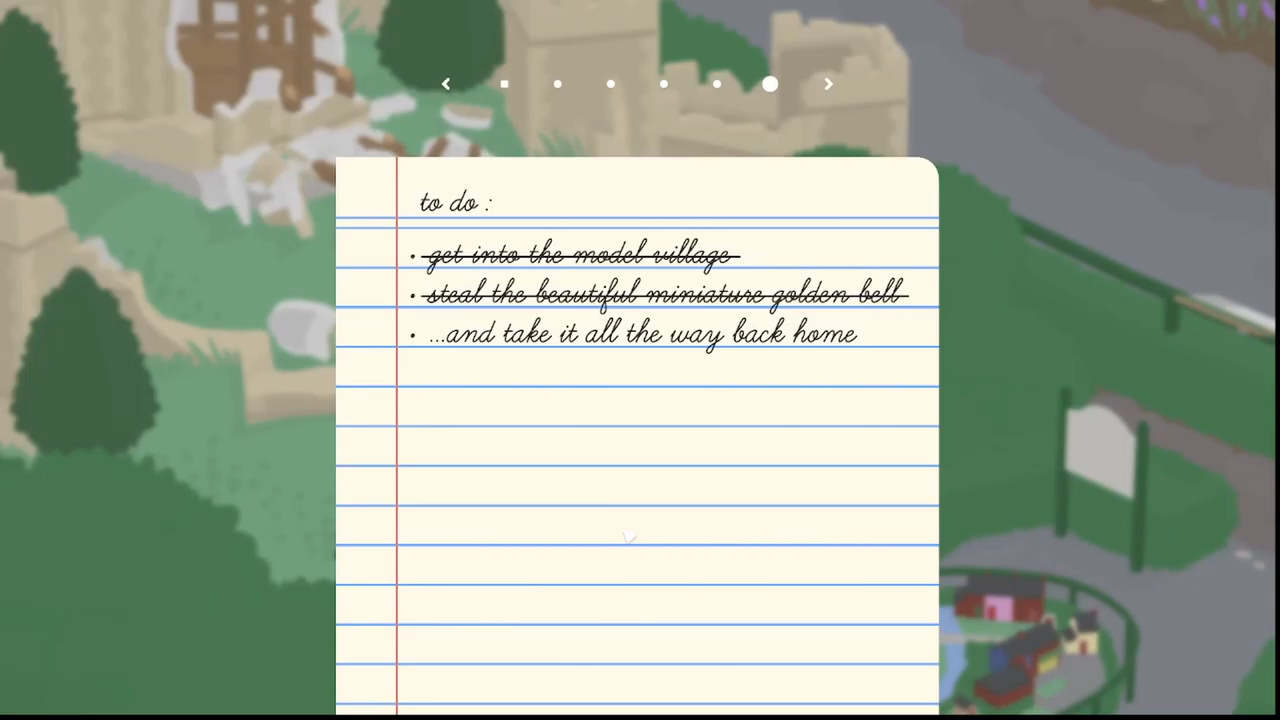 to do :
• get into the model village
• steal the beautiful miniature golden bell
• ...and take it all the way back home